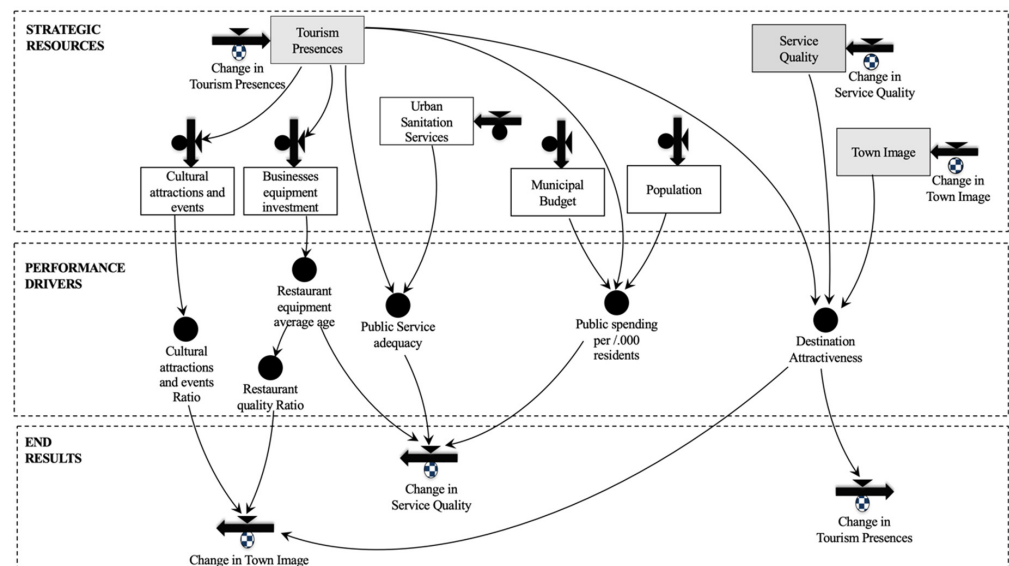 STRATEGIC
RESOURCES
Tourism
Presences
Change in
Tourism Presences
Service
Quality
Change in
Service Quality
Urban
Sanitation
Services
Town Image
Change in
Town Image
Cultural
attractions and
events
Businesses
equipment
investment
Municipal
Budget
Population
PERFORMANCE
DRIVERS
Restaurant
equipment
average age
Public Service
adequacy
Public spending
per /.000
residents
Destination
Attractiveness
Cultural
attractions
and events
Ratio
Restaurant
quality Ratio
END
RESULTS
Change in
Service Quality
Change in
Tourism Presences
Change in Town Image